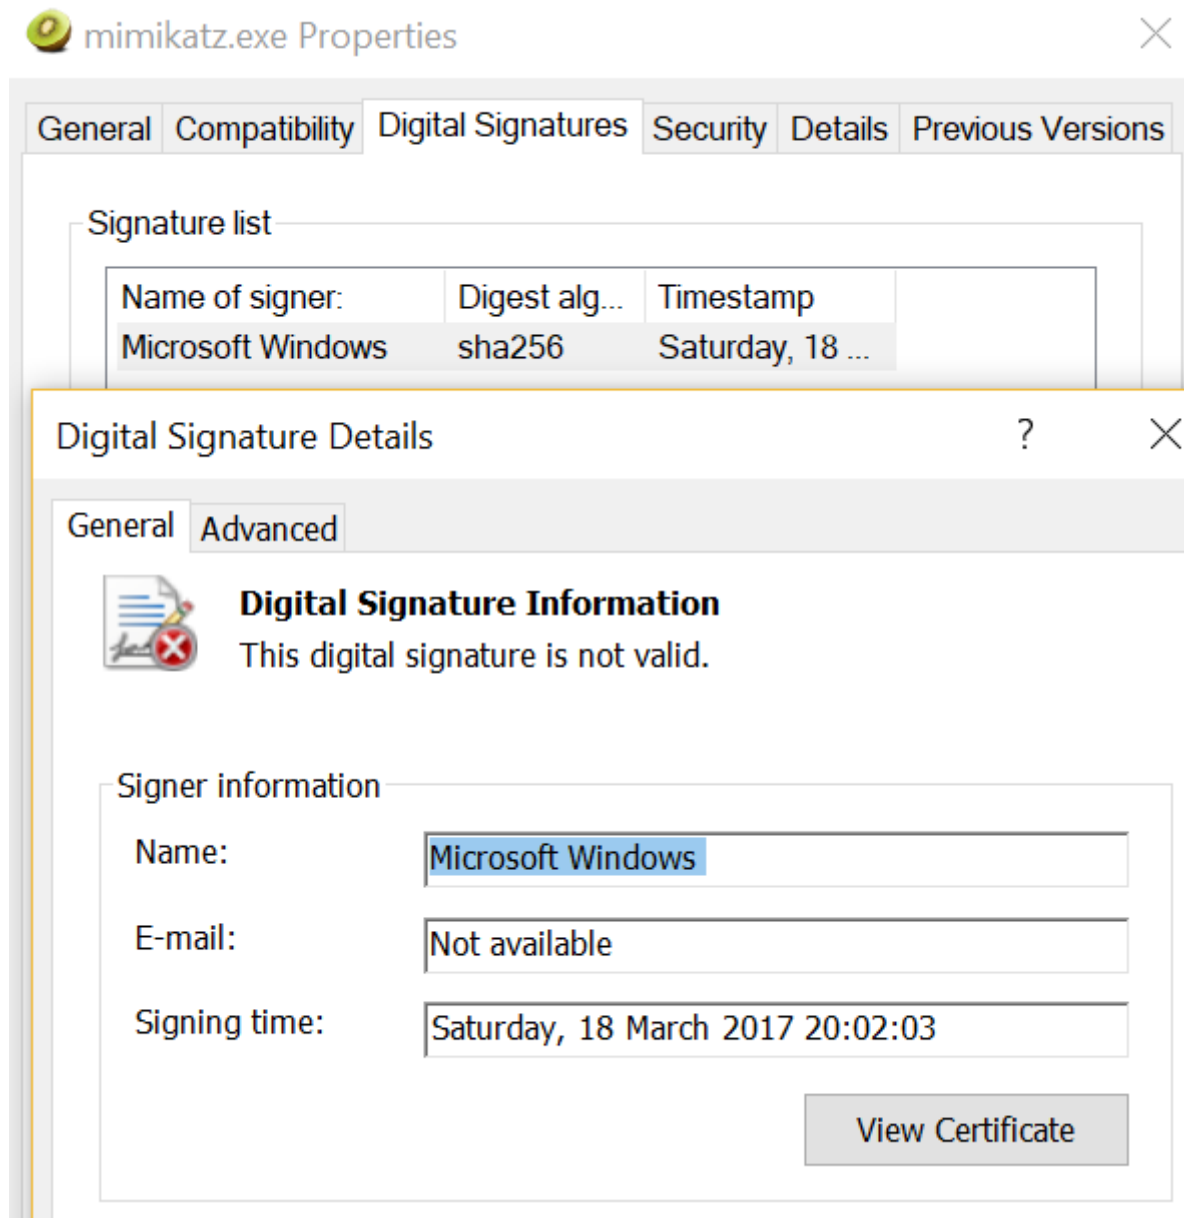 mimikatz.exe Properties
General Compatibility Digital Signatures Security Details Previous Versions
Signature list
Name of signer: Digest alg... Timestamp
Microsoft Windows sha256 Saturday, 18 ...
Digital Signature Details ?
General Advanced
Digital Signature Information
This digital signature is not valid.
Signer information
Name: Microsoft Windows
E-mail: Not available
Signing time: Saturday, 18 March 2017 20:02:03
View Certificate